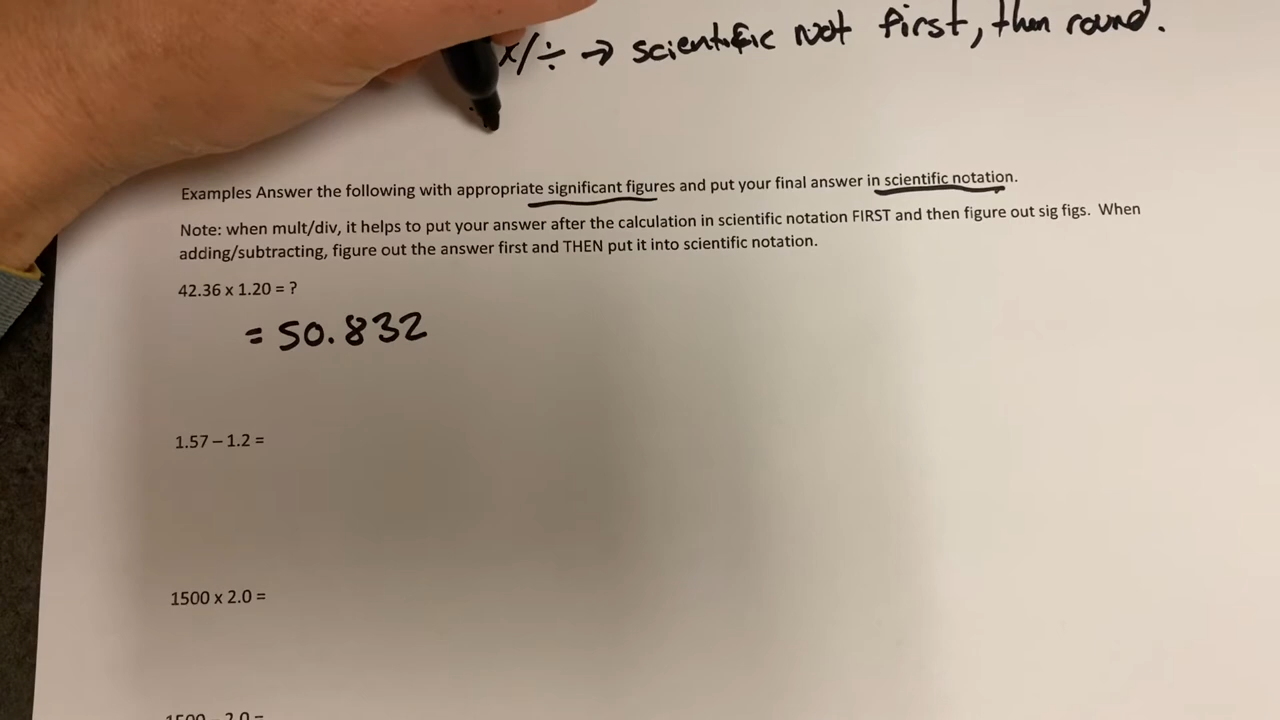 x/÷ → scientific not first, then round.
Examples Answer the following with appropriate significant figures and put your final answer in scientific notation.
Note: when mult/div, it helps to put your answer after the calculation in scientific notation FIRST and then figure out sig figs. When
adding/subtracting, figure out the answer first and THEN put it into scientific notation.
42.36 x 1.20 = ?
= 50.832
1.57 – 1.2 =
1500 x 2.0 =
1500 – 2.0 =